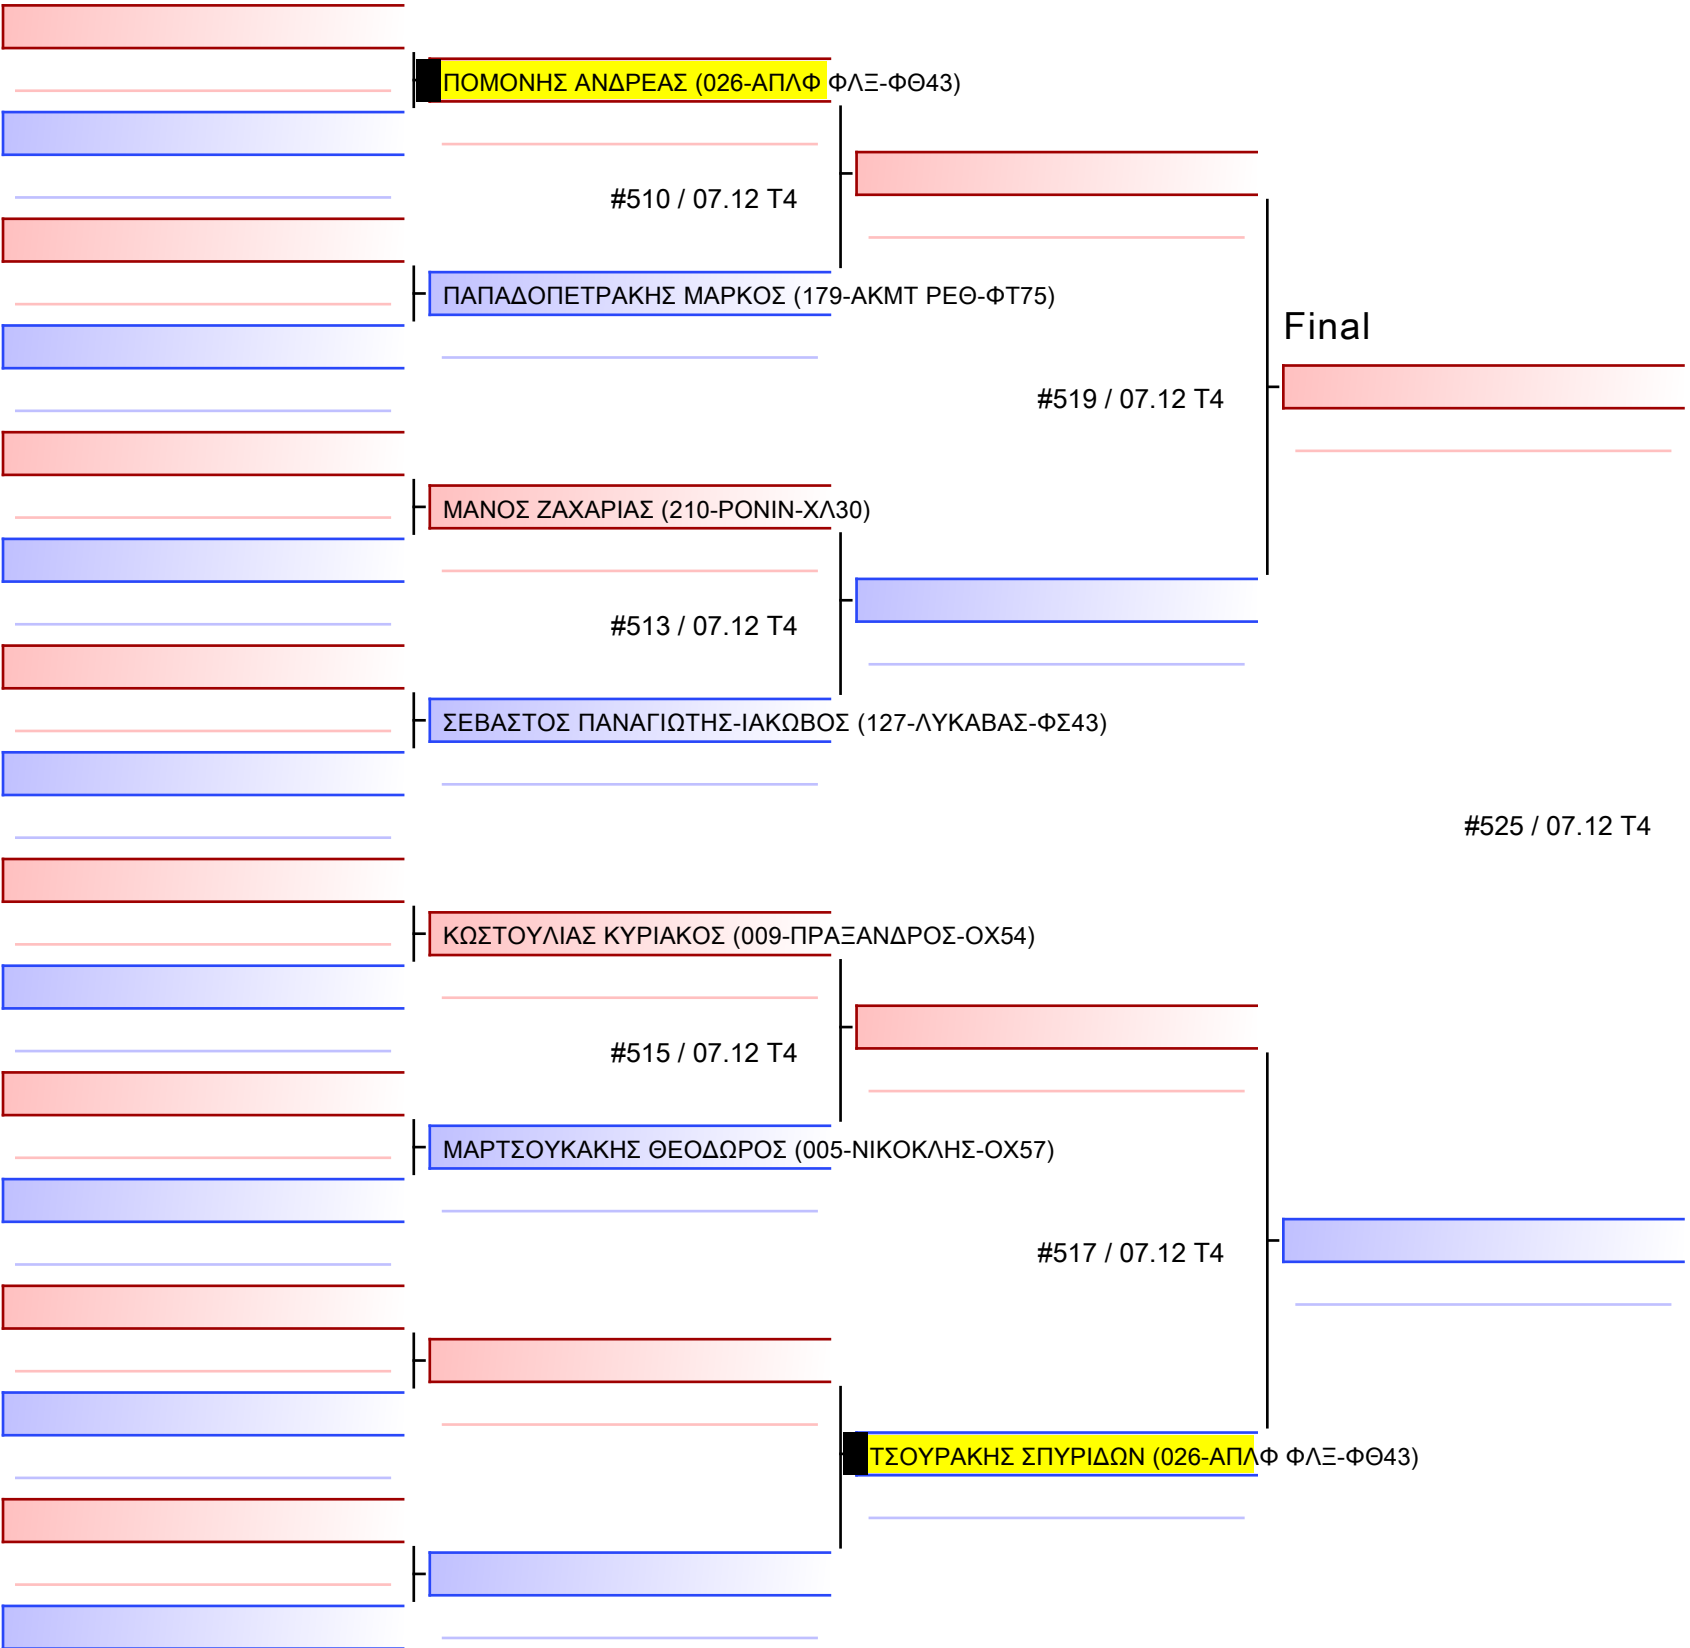 ΠΟΜΟΝΗΣ ΑΝΔΡΕΑΣ (026-ΑΠΛΦ ΦΛΞ-ΦΘ43)
#510 / 07.12 T4
ΠΑΠΑΔΟΠΕΤΡΑΚΗΣ ΜΑΡΚΟΣ (179-ΑΚΜΤ ΡΕΘ-ΦΤ75)
Final
#519 / 07.12 T4
ΜΑΝΟΣ ΖΑΧΑΡΙΑΣ (210-ΡΟΝΙΝ-ΧΛ30)
#513 / 07.12 T4
ΣΕΒΑΣΤΟΣ ΠΑΝΑΓΙΩΤΗΣ-ΙΑΚΩΒΟΣ (127-ΛΥΚΑΒΑΣ-ΦΣ43)
#525 / 07.12 T4
ΚΩΣΤΟΥΛΙΑΣ ΚΥΡΙΑΚΟΣ (009-ΠΡΑΞΑΝΔΡΟΣ-ΟΧ54)
#515 / 07.12 T4
ΜΑΡΤΣΟΥΚΑΚΗΣ ΘΕΟΔΩΡΟΣ (005-ΝΙΚΟΚΛΗΣ-ΟΧ57)
#517 / 07.12 T4
ΤΣΟΥΡΑΚΗΣ ΣΠΥΡΙΔΩΝ (026-ΑΠΛΦ ΦΛΞ-ΦΘ43)